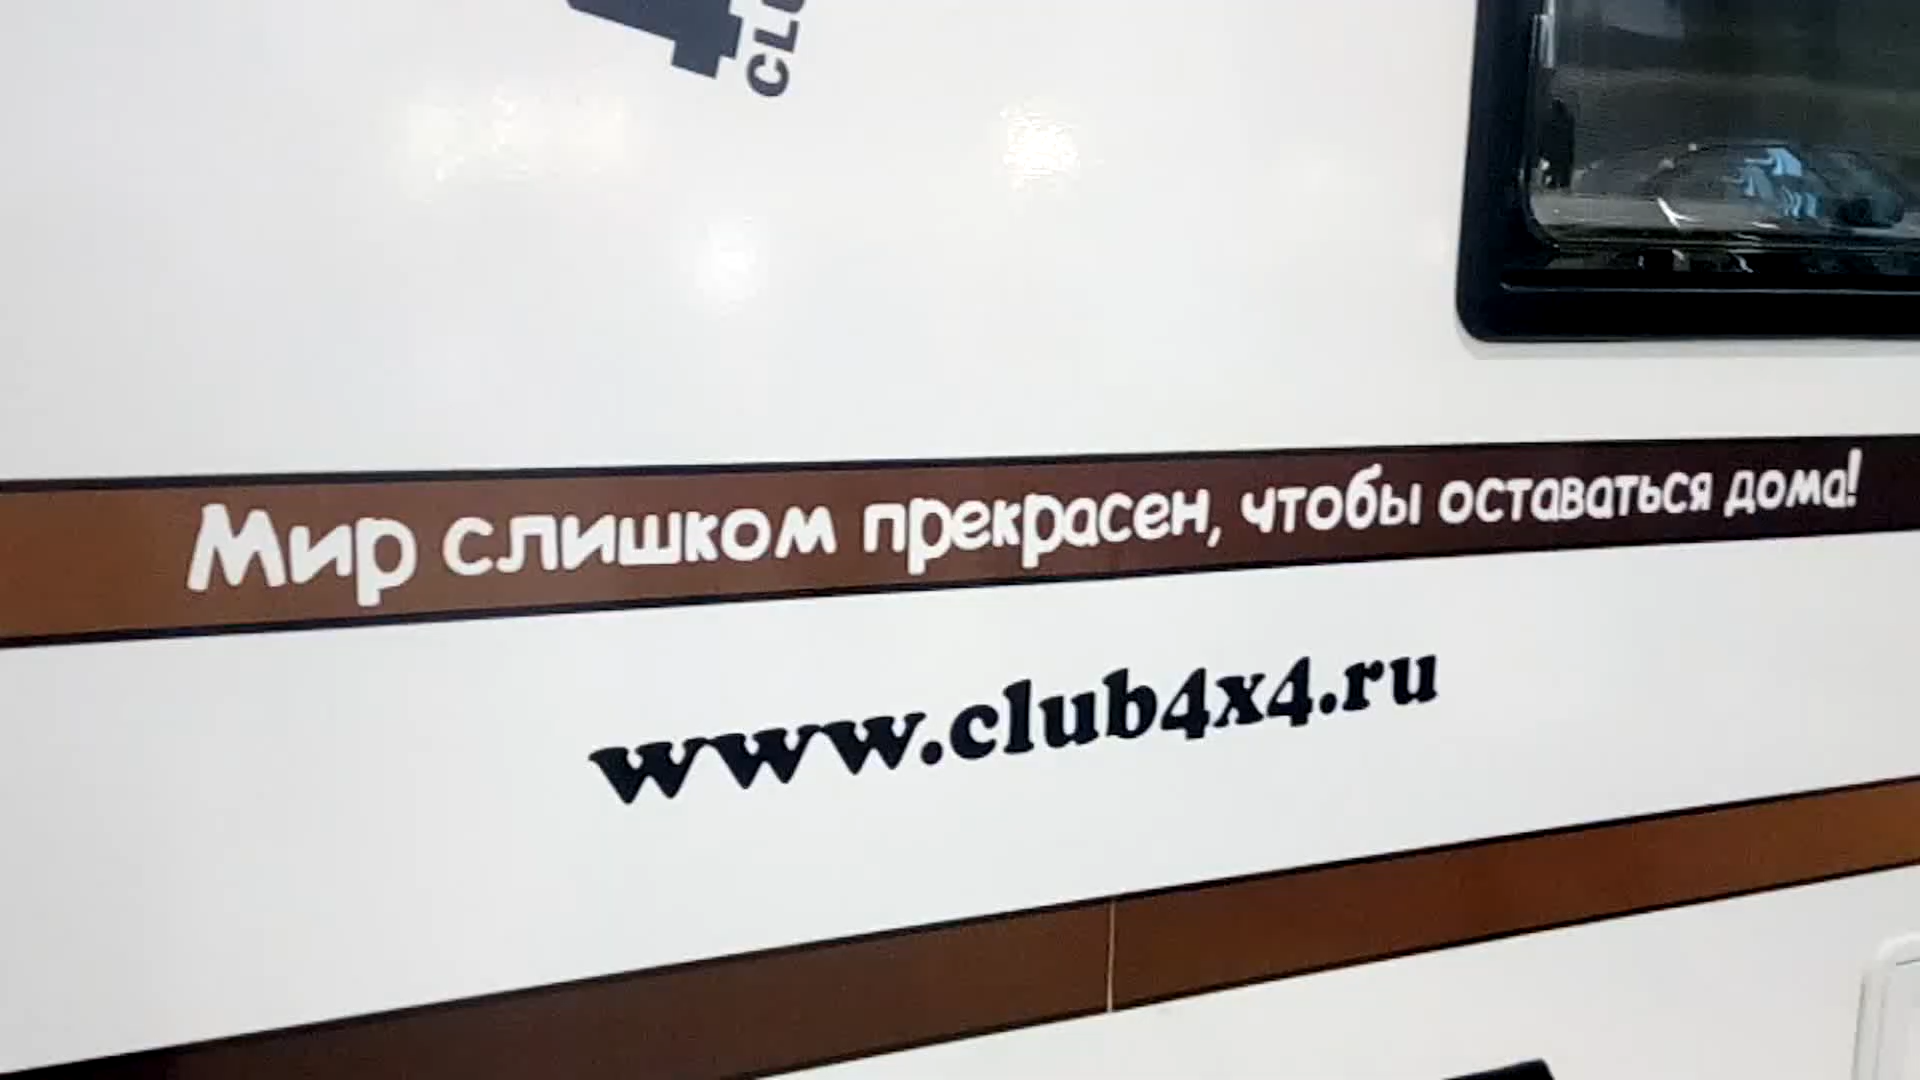 Мир слишком прекрасен, чтобы оставаться дома!
www.club4x4.ru